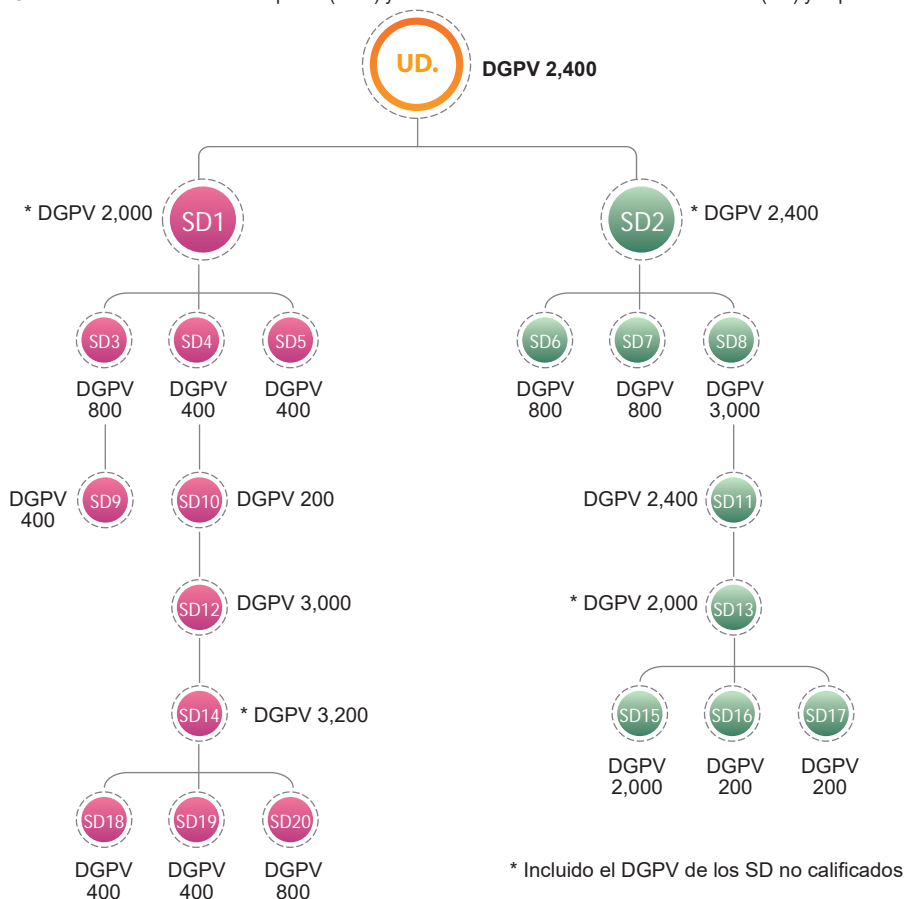 UD.
DGPV 2,400
* DGPV 2,000
SD1
SD2
* DGPV 2,400
SD3
SD4
SD5
SD6
SD7
SD8
DGPV
800
DGPV
400
DGPV
400
DGPV
800
DGPV
800
DGPV
3,000
DGPV
400
SD9
SD10
DGPV 200
DGPV 2,400
SD11
SD12
DGPV 3,000
* DGPV 2,000
SD13
SD14
* DGPV 3,200
SD15
SD16
SD17
DGPV
2,000
DGPV
200
DGPV
200
SD18
SD19
SD20
DGPV
400
DGPV
400
DGPV
800
* Incluido el DGPV de los SD no calificados